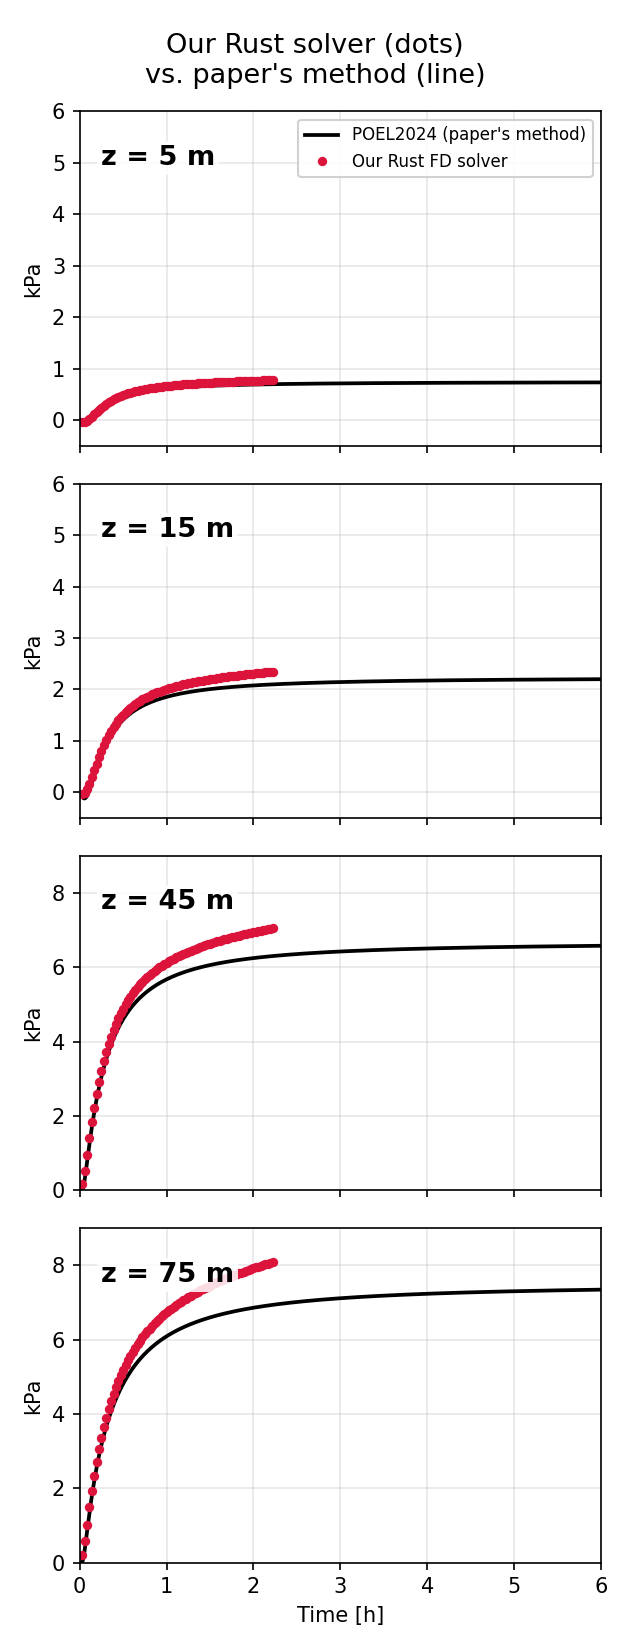 Our Rust solver (dots)
vs. paper's method (line)
6
5
4
3
2
1
0
kPa
z = 5 m
POEL2024 (paper's method)
Our Rust FD solver
6
5
4
3
2
1
0
kPa
z = 15 m
8
6
4
2
0
kPa
z = 45 m
8
6
4
2
0
kPa
z = 75 m
0 1 2 3 4 5 6
Time [h]